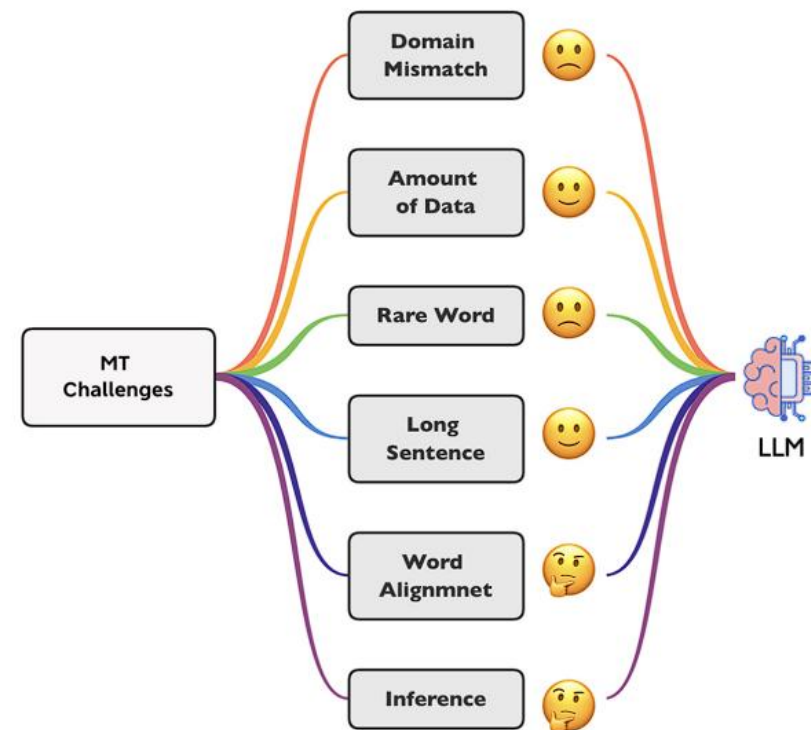 Domain
Mismatch
Amount
of Data
Rare Word
MT
Challenges
Long
Sentence
LLM
Word
Alignmnet
Inference